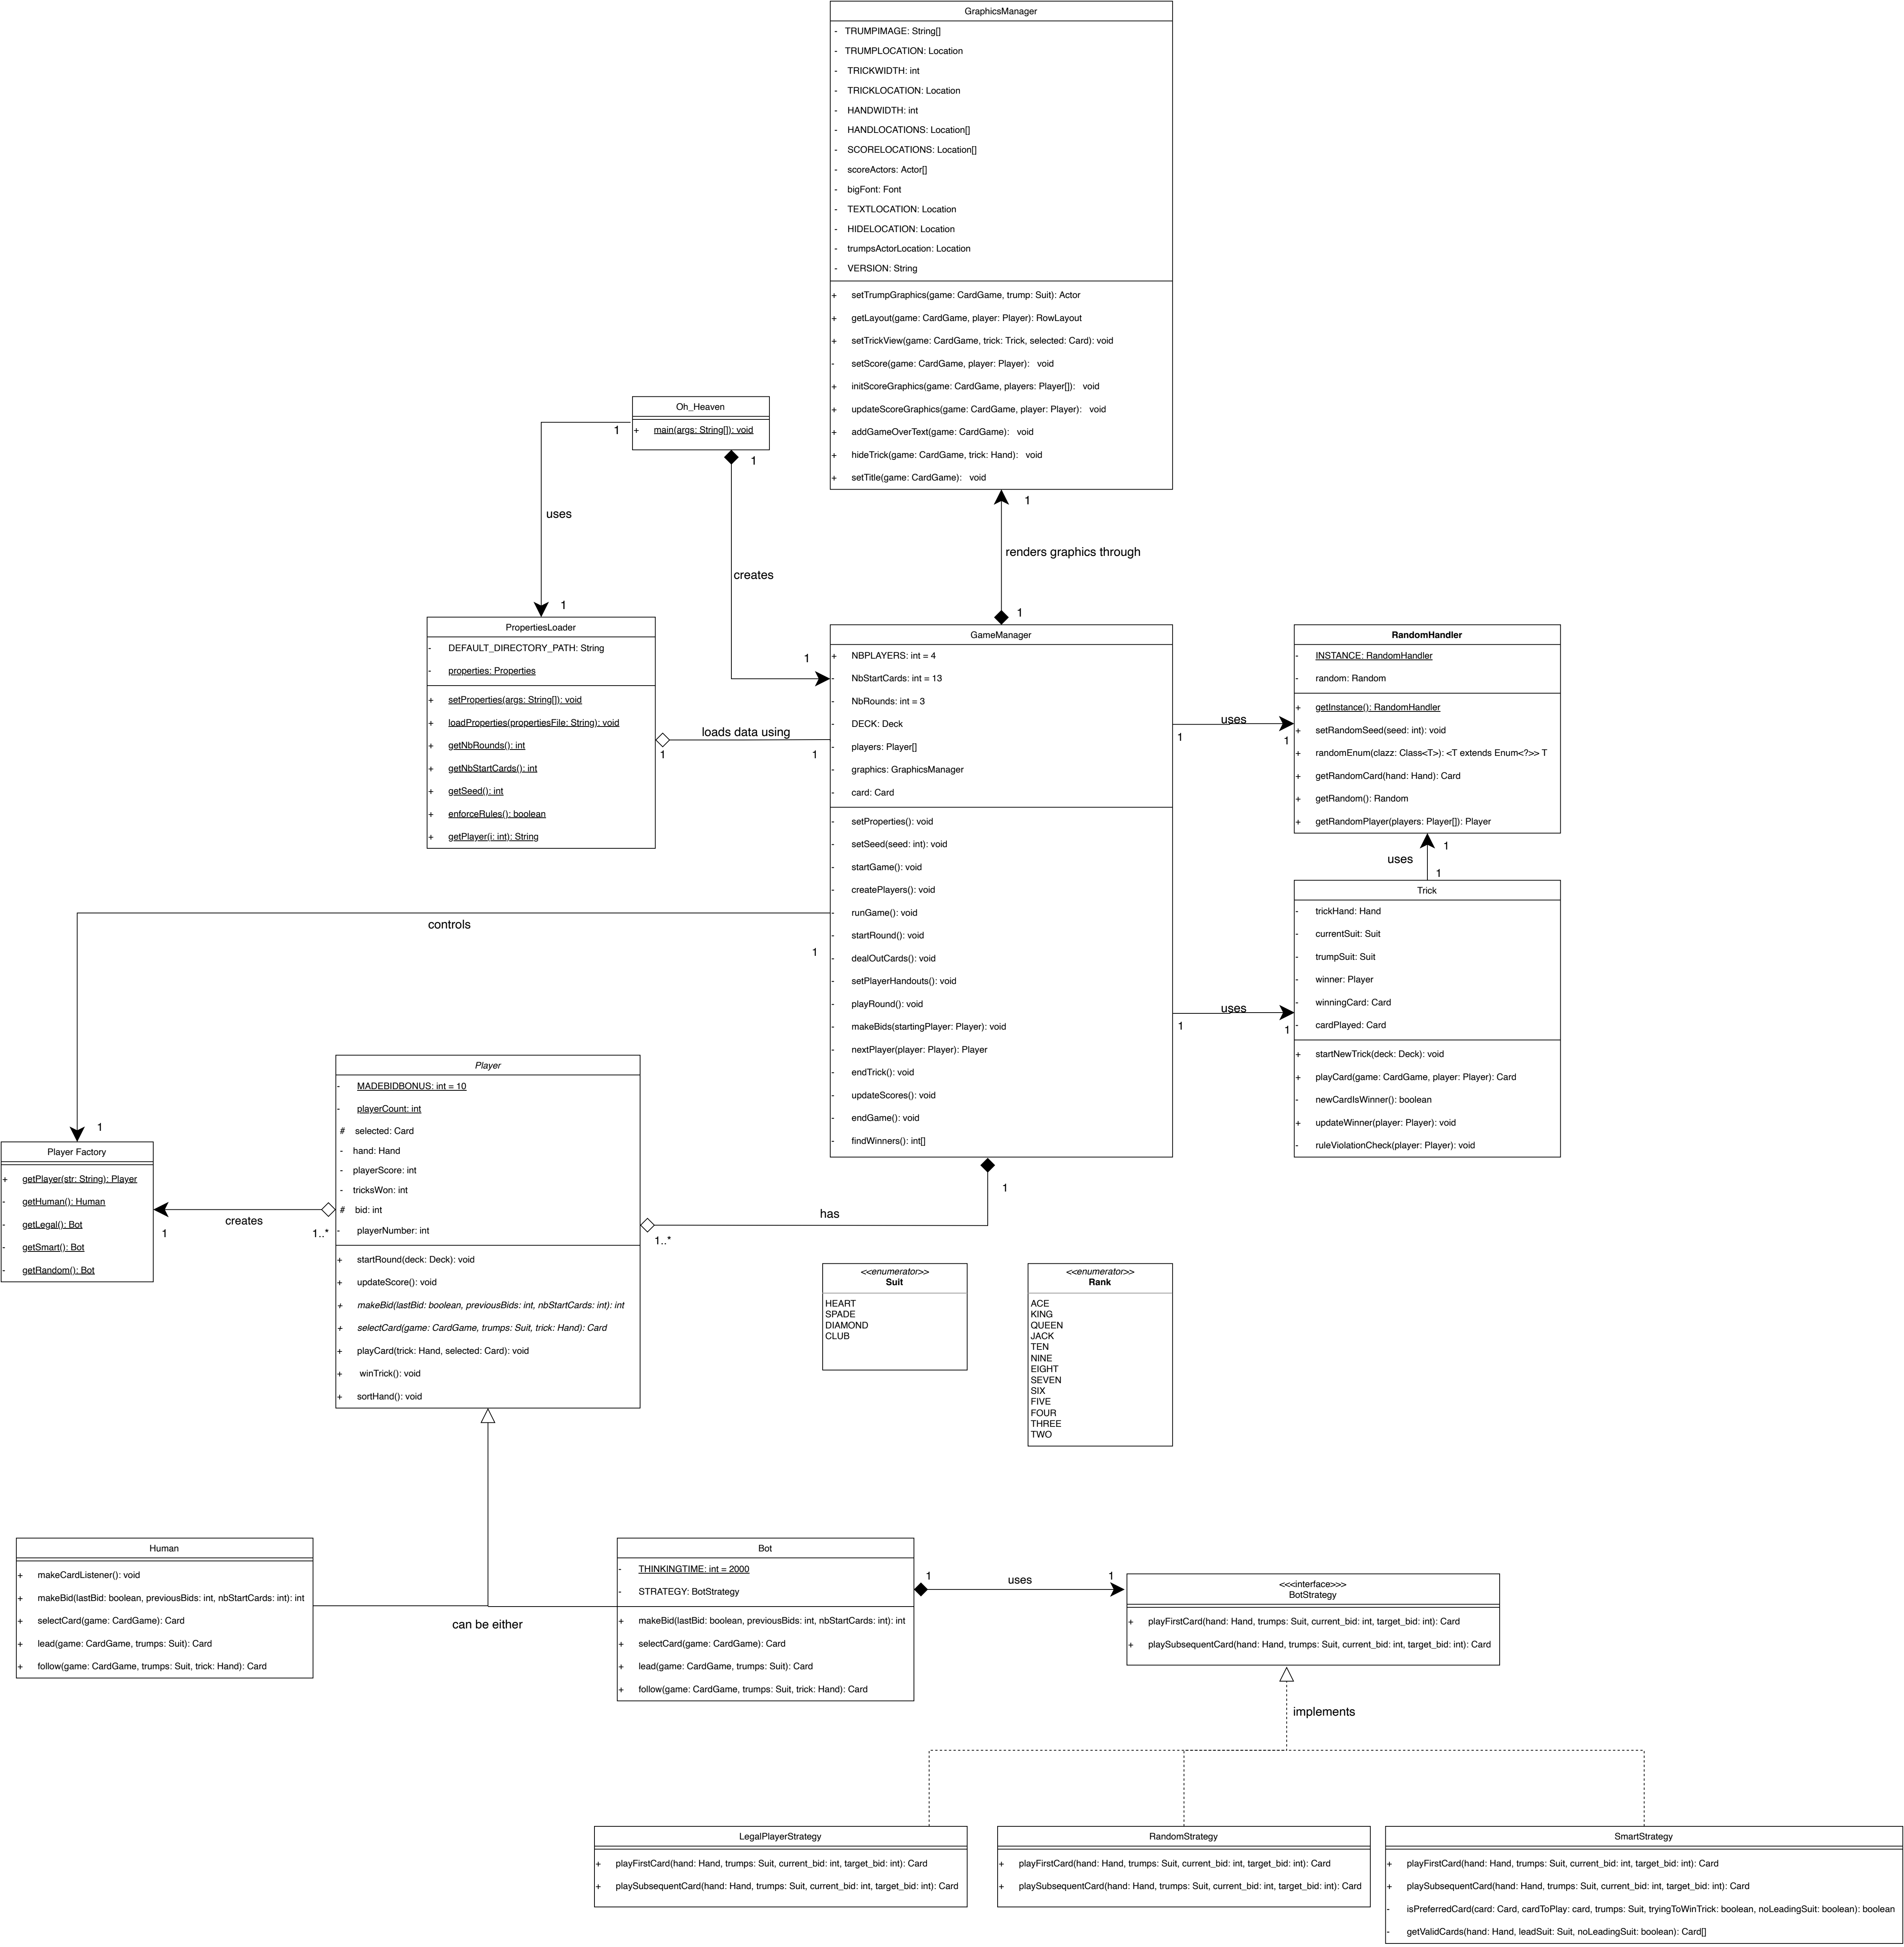 GraphicsManager
- TRUMPIMAGE: String[]
- TRUMPLOCATION: Location
- TRICKWIDTH: int
- TRICKLOCATION: Location
- HANDWIDTH: int
- HANDLOCATIONS: Location[]
- SCORELOCATIONS: Location[]
- scoreActors: Actor[]
- bigFont: Font
- TEXTLOCATION: Location
- HIDELOCATION: Location
- trumpsActorLocation: Location
- VERSION: String
+ setTrumpGraphics(game: CardGame, trump: Suit): Actor
+ getLayout(game: CardGame, player: Player): RowLayout
+ setTrickView(game: CardGame, trick: Trick, selected: Card): void
- setScore(game: CardGame, player: Player): void
+ initScoreGraphics(game: CardGame, players: Player[]): void
+ updateScoreGraphics(game: CardGame, player: Player): void
+ addGameOverText(game: CardGame): void
+ hideTrick(game: CardGame, trick: Hand): void
+ setTitle(game: CardGame): void
Oh_Heaven
+ main(args: String[]): void
1
1
1
uses
renders graphics through
creates
1
1
PropertiesLoader
- DEFAULT_DIRECTORY_PATH: String
- properties: Properties
+ setProperties(args: String[]): void
+ loadProperties(propertiesFile: String): void
+ getNbRounds(): int
+ getNbStartCards(): int
+ getSeed(): int
+ enforceRules(): boolean
+ getPlayer(i: int): String
1
loads data using
1
1
GameManager
+ NBPLAYERS: int = 4
- NbStartCards: int = 13
- NbRounds: int = 3
- DECK: Deck
- players: Player[]
- graphics: GraphicsManager
- card: Card
- setProperties(): void
- setSeed(seed: int): void
- startGame(): void
- createPlayers(): void
- runGame(): void
- startRound(): void
- dealOutCards(): void
- setPlayerHandouts(): void
- playRound(): void
- makeBids(startingPlayer: Player): void
- nextPlayer(player: Player): Player
- endTrick(): void
- updateScores(): void
- endGame(): void
- findWinners(): int[]
uses
1
1
RandomHandler
- INSTANCE: RandomHandler
- random: Random
+ getInstance(): RandomHandler
+ setRandomSeed(seed: int): void
+ randomEnum(clazz: Class<T>): <T extends Enum<?>> T
+ getRandomCard(hand: Hand): Card
+ getRandom(): Random
+ getRandomPlayer(players: Player[]): Player
1
uses
1
Trick
- trickHand: Hand
- currentSuit: Suit
- trumpSuit: Suit
- winner: Player
- winningCard: Card
- cardPlayed: Card
+ startNewTrick(deck: Deck): void
+ playCard(game: CardGame, player: Player): Card
- newCardIsWinner(): boolean
+ updateWinner(player: Player): void
- ruleViolationCheck(player: Player): void
uses
1
1
controls
1
1
Player Factory
+ getPlayer(str: String): Player
- getHuman(): Human
- getLegal(): Bot
- getSmart(): Bot
- getRandom(): Bot
creates
1
1..*
Player
- MADEBIDBONUS: int = 10
- playerCount: int
# selected: Card
- hand: Hand
- playerScore: int
- tricksWon: int
# bid: int
- playerNumber: int
+ startRound(deck: Deck): void
+ updateScore(): void
+ makeBid(lastBid: boolean, previousBids: int, nbStartCards: int): int
+ selectCard(game: CardGame, trumps: Suit, trick: Hand): Card
+ playCard(trick: Hand, selected: Card): void
+ winTrick(): void
+ sortHand(): void
1
has
1..*
<<enumerator>>
Suit
HEART
SPADE
DIAMOND
CLUB
<<enumerator>>
Rank
ACE
KING
QUEEN
JACK
TEN
NINE
EIGHT
SEVEN
SIX
FIVE
FOUR
THREE
TWO
Human
+ makeCardListener(): void
+ makeBid(lastBid: boolean, previousBids: int, nbStartCards: int): int
+ selectCard(game: CardGame): Card
+ lead(game: CardGame, trumps: Suit): Card
+ follow(game: CardGame, trumps: Suit, trick: Hand): Card
can be either
Bot
- THINKINGTIME: int = 2000
- STRATEGY: BotStrategy
+ makeBid(lastBid: boolean, previousBids: int, nbStartCards: int): int
+ selectCard(game: CardGame): Card
+ lead(game: CardGame, trumps: Suit): Card
+ follow(game: CardGame, trumps: Suit, trick: Hand): Card
1
uses
1
<<<interface>>>
BotStrategy
+ playFirstCard(hand: Hand, trumps: Suit, current_bid: int, target_bid: int): Card
+ playSubsequentCard(hand: Hand, trumps: Suit, current_bid: int, target_bid: int): Card
implements
LegalPlayerStrategy
+ playFirstCard(hand: Hand, trumps: Suit, current_bid: int, target_bid: int): Card
+ playSubsequentCard(hand: Hand, trumps: Suit, current_bid: int, target_bid: int): Card
RandomStrategy
+ playFirstCard(hand: Hand, trumps: Suit, current_bid: int, target_bid: int): Card
+ playSubsequentCard(hand: Hand, trumps: Suit, current_bid: int, target_bid: int): Card
SmartStrategy
+ playFirstCard(hand: Hand, trumps: Suit, current_bid: int, target_bid: int): Card
+ playSubsequentCard(hand: Hand, trumps: Suit, current_bid: int, target_bid: int): Card
- isPreferredCard(card: Card, cardToPlay: card, trumps: Suit, tryingToWinTrick: boolean, noLeadingSuit: boolean): boolean
- getValidCards(hand: Hand, leadSuit: Suit, noLeadingSuit: boolean): Card[]